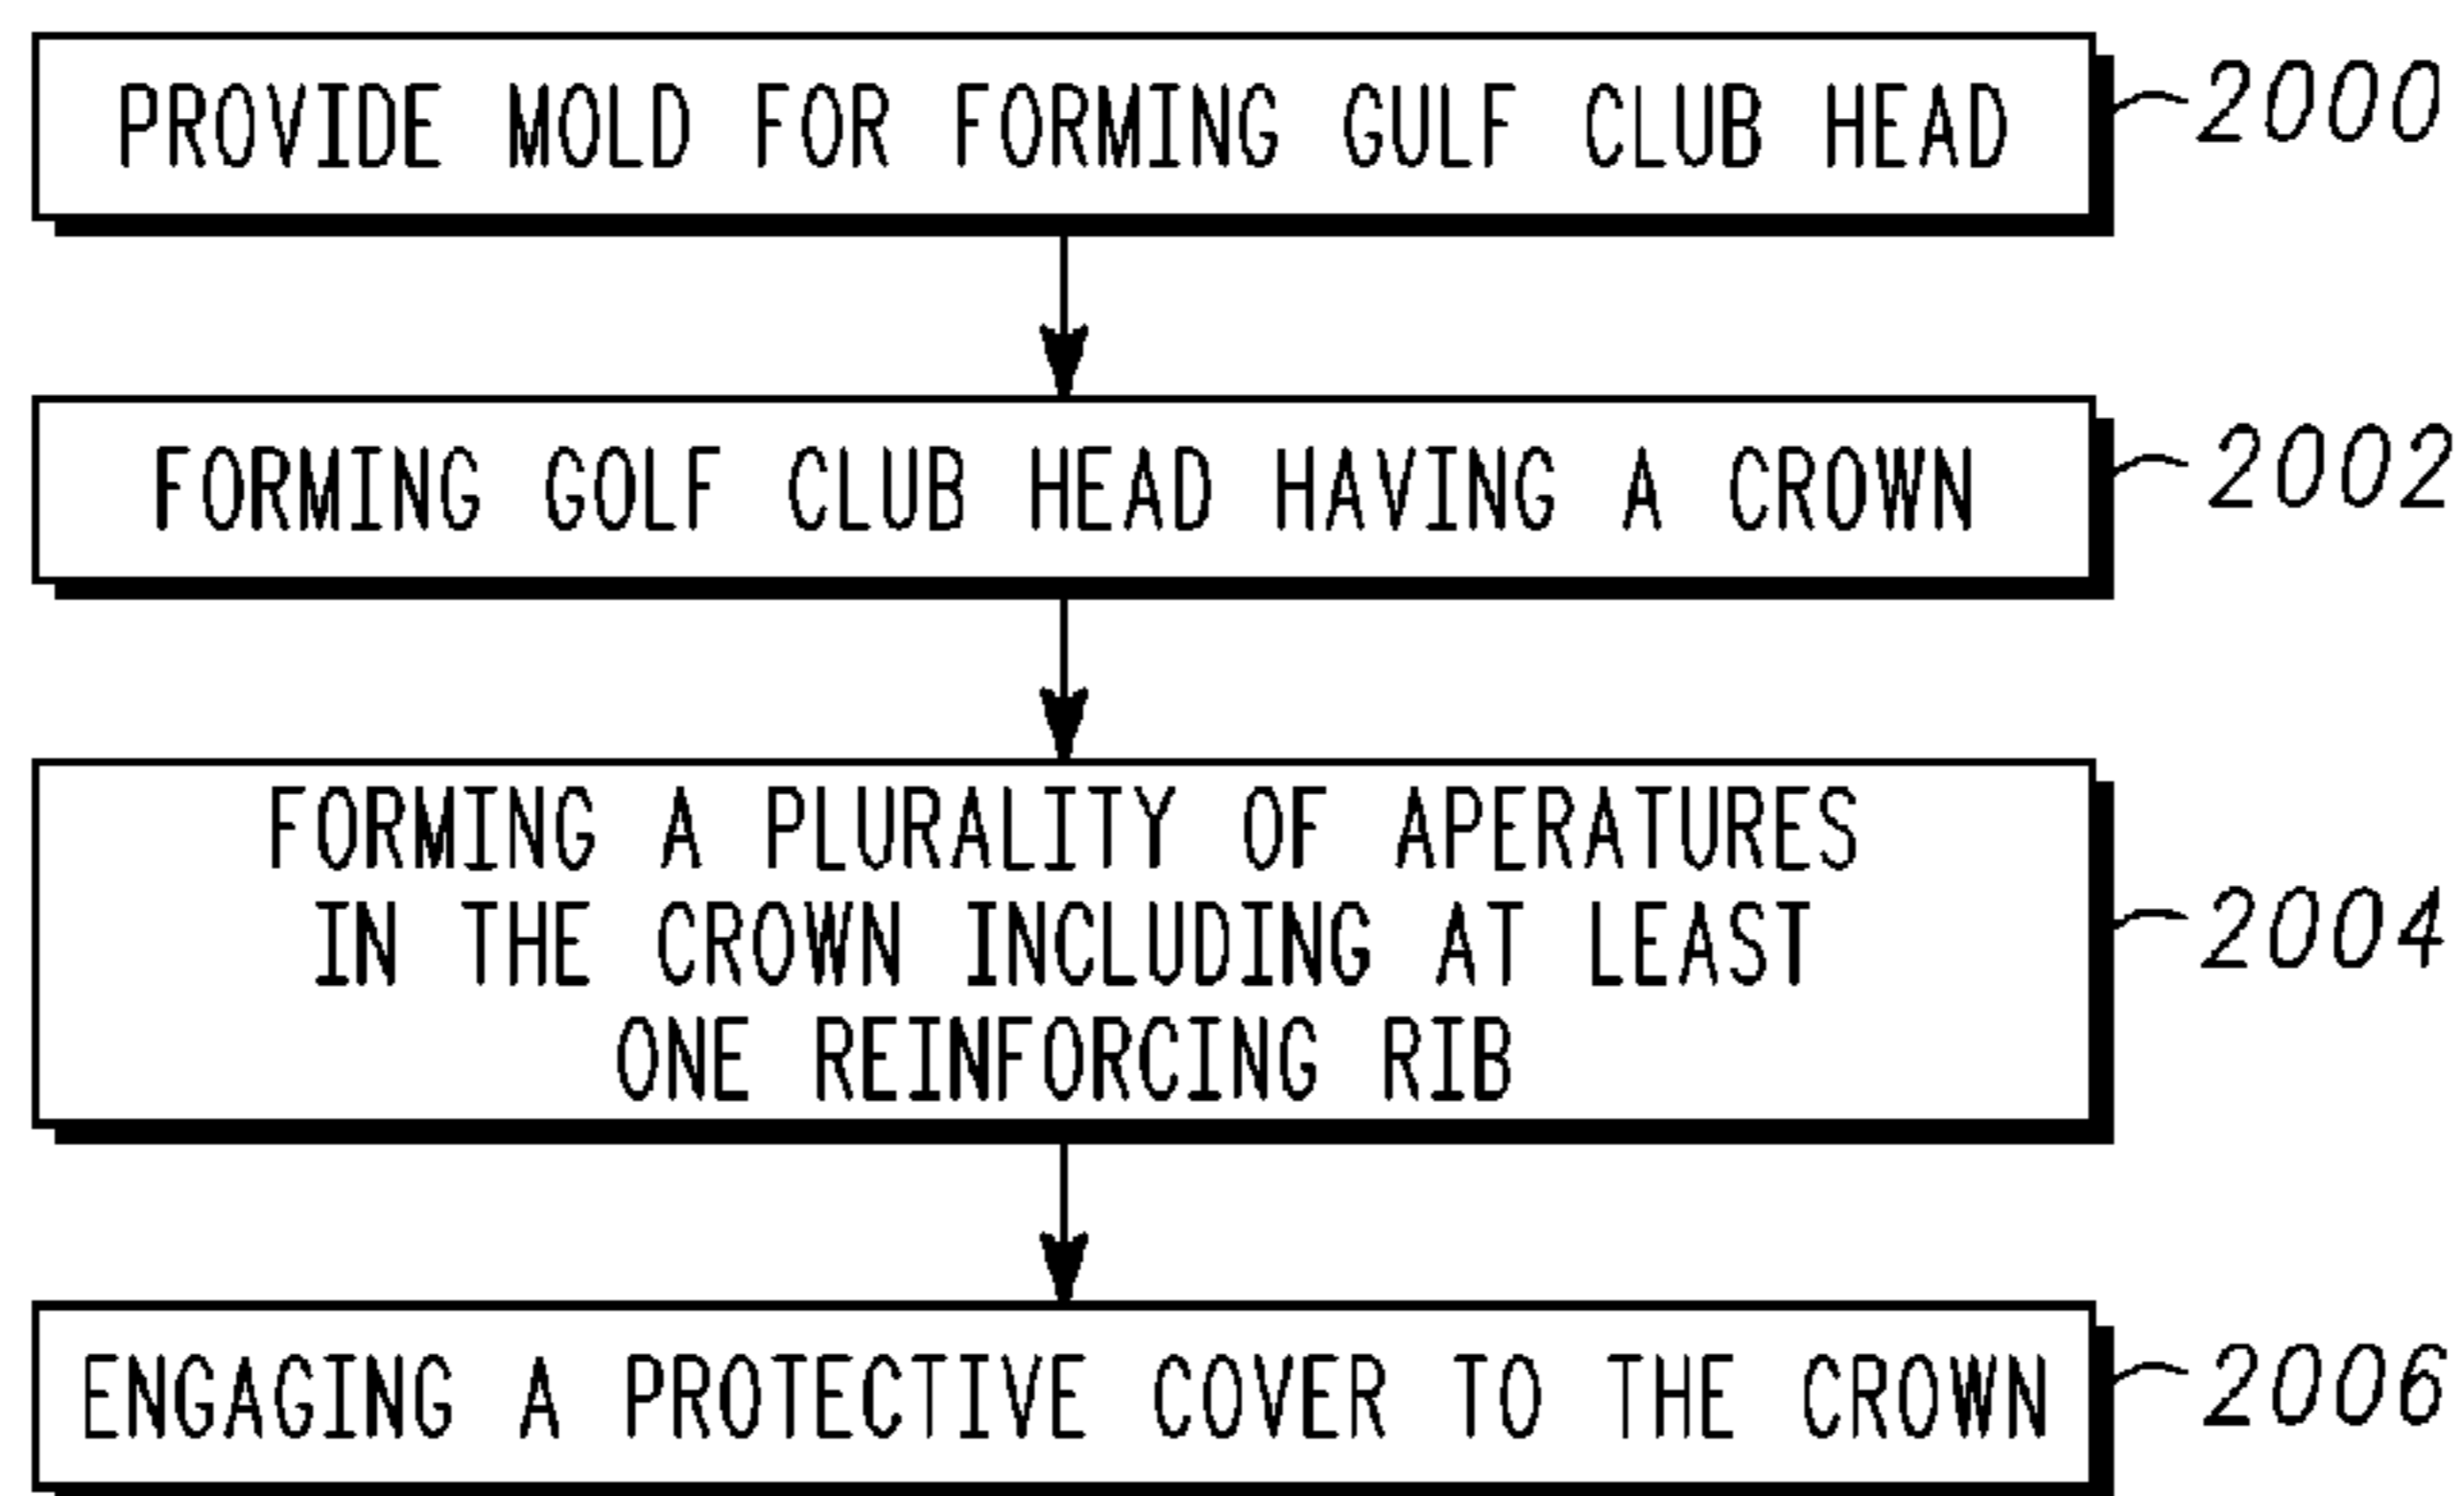 PROVIDE MOLD FOR FORMING GULF CLUB HEAD 2000
FORMING GOLF CLUB HEAD HAVING A CROWN 2002
FORMING A PLURALITY OF APERATURES
IN THE CROWN INCLUDING AT LEAST 2004
ONE REINFORCING RIB
ENGAGING A PROTECTIVE COVER TO THE CROWN 2006